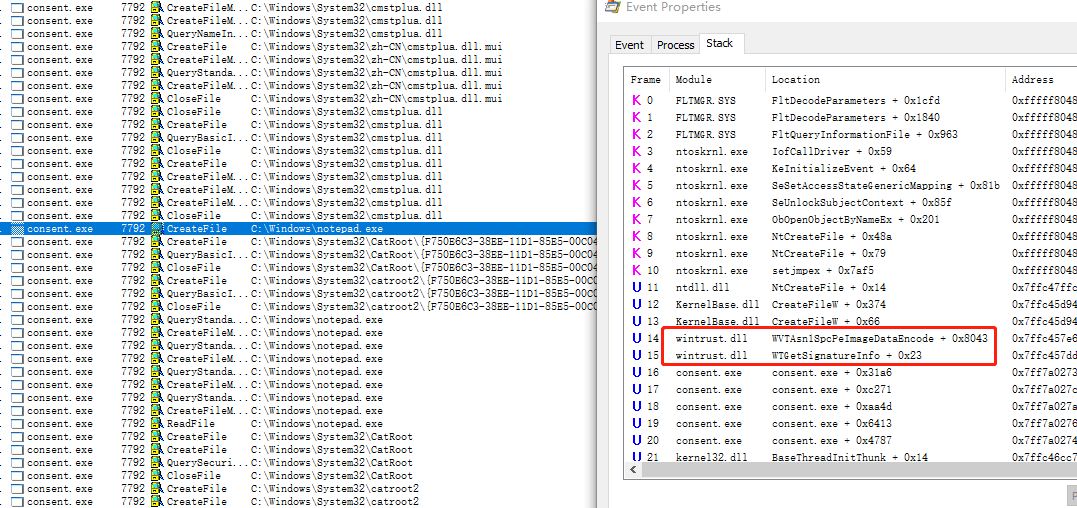 consent.exe 7792 CreateFileM... C:\Windows\System32\cmstplua.dll
consent.exe 7792 CreateFileM... C:\Windows\System32\cmstplua.dll
consent.exe 7792 QueryNameIn... C:\Windows\System32\cmstplua.dll
consent.exe 7792 CreateFile C:\Windows\System32\zh-CN\cmstplua.dll.mui
consent.exe 7792 CreateFileM... C:\Windows\System32\zh-CN\cmstplua.dll.mui
consent.exe 7792 QueryStanda... C:\Windows\System32\zh-CN\cmstplua.dll.mui
consent.exe 7792 CreateFileM... C:\Windows\System32\zh-CN\cmstplua.dll.mui
consent.exe 7792 CloseFile C:\Windows\System32\zh-CN\cmstplua.dll.mui
consent.exe 7792 CloseFile C:\Windows\System32\cmstplua.dll
consent.exe 7792 CreateFile C:\Windows\System32\cmstplua.dll
consent.exe 7792 QueryBasicI... C:\Windows\System32\cmstplua.dll
consent.exe 7792 CloseFile C:\Windows\System32\cmstplua.dll
consent.exe 7792 CreateFile C:\Windows\System32\cmstplua.dll
consent.exe 7792 CreateFileM... C:\Windows\System32\cmstplua.dll
consent.exe 7792 QueryStanda... C:\Windows\System32\cmstplua.dll
consent.exe 7792 CreateFileM... C:\Windows\System32\cmstplua.dll
consent.exe 7792 CloseFile C:\Windows\System32\cmstplua.dll
consent.exe 7792 CreateFile C:\Windows\notepad.exe
consent.exe 7792 CreateFile C:\Windows\System32\CatRoot\{F750E6C3-38EE-11D1-85E5-00C04
consent.exe 7792 QueryBasicI... C:\Windows\System32\CatRoot\{F750E6C3-38EE-11D1-85E5-00C04
consent.exe 7792 CloseFile C:\Windows\System32\CatRoot\{F750E6C3-38EE-11D1-85E5-00C04
consent.exe 7792 CreateFile C:\Windows\System32\catroot2\{F750E6C3-38EE-11D1-85E5-00C0
consent.exe 7792 QueryBasicI... C:\Windows\System32\catroot2\{F750E6C3-38EE-11D1-85E5-00C0
consent.exe 7792 CloseFile C:\Windows\System32\catroot2\{F750E6C3-38EE-11D1-85E5-00C0
consent.exe 7792 QueryStanda... C:\Windows\notepad.exe
consent.exe 7792 CreateFileM... C:\Windows\notepad.exe
consent.exe 7792 QueryStanda... C:\Windows\notepad.exe
consent.exe 7792 CreateFileM... C:\Windows\notepad.exe
consent.exe 7792 QueryStanda... C:\Windows\notepad.exe
consent.exe 7792 QueryStanda... C:\Windows\notepad.exe
consent.exe 7792 QueryStanda... C:\Windows\notepad.exe
consent.exe 7792 CreateFileM... C:\Windows\notepad.exe
consent.exe 7792 ReadFile C:\Windows\notepad.exe
consent.exe 7792 CreateFile C:\Windows\System32\CatRoot
consent.exe 7792 CreateFile C:\Windows\System32\CatRoot
consent.exe 7792 QuerySecuri... C:\Windows\System32\CatRoot
consent.exe 7792 CloseFile C:\Windows\System32\CatRoot
consent.exe 7792 CreateFile C:\Windows\System32\catroot2
consent.exe 7792 CreateFile C:\Windows\System32\catroot2
Event Properties
Event Process Stack
Frame Module Location Address
K 0 FLTMGR.SYS FltDecodeParameters + 0x1cfd 0xfffff8048
K 1 FLTMGR.SYS FltDecodeParameters + 0x1840 0xfffff8048
K 2 FLTMGR.SYS FltQueryInformationFile + 0x963 0xfffff8048
K 3 ntoskrnl.exe IofCallDriver + 0x59 0xfffff8048
K 4 ntoskrnl.exe KeInitializeEvent + 0x64 0xfffff8048
K 5 ntoskrnl.exe SeSetAccessStateGenericMapping + 0x81b 0xfffff8048
K 6 ntoskrnl.exe SeUnlockSubjectContext + 0x85f 0xfffff8048
K 7 ntoskrnl.exe ObOpenObjectByNameEx + 0x201 0xfffff8048
K 8 ntoskrnl.exe NtCreateFile + 0x48a 0xfffff8048
K 9 ntoskrnl.exe NtCreateFile + 0x79 0xfffff8048
K 10 ntoskrnl.exe setjmpex + 0x7af5 0xfffff8048
U 11 ntdll.dll NtCreateFile + 0x14 0x7ffc47ffc
U 12 KernelBase.dll CreateFileW + 0x374 0x7ffc45d94
U 13 KernelBase.dll CreateFileW + 0x66 0x7ffc45d94
U 14 wintrust.dll WVTAsn1SpcPeImageDataEncode + 0x8043 0x7ffc457e6
U 15 wintrust.dll WTGetSignatureInfo + 0x23 0x7ffc457dd
U 16 consent.exe consent.exe + 0x31a6 0x7ff7a0273
U 17 consent.exe consent.exe + 0xc271 0x7ff7a027c
U 18 consent.exe consent.exe + 0xaa4d 0x7ff7a027a
U 19 consent.exe consent.exe + 0x6413 0x7ff7a0276
U 20 consent.exe consent.exe + 0x4787 0x7ff7a0274
U 21 kernel32.dll BaseThreadInitThunk + 0x14 0x7ffc46cc7